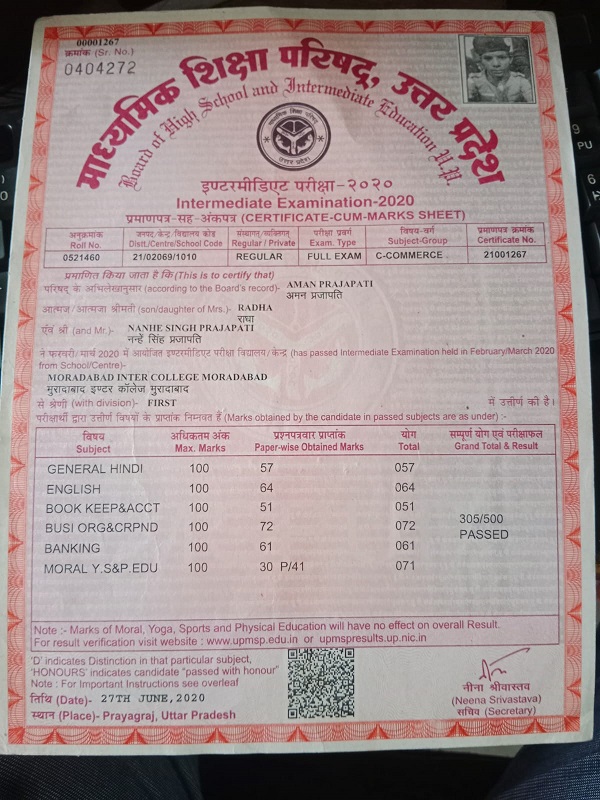 00001267
क्रमांक (Sr. No.)
0404272
माध्यमिक शिक्षा परिषद्, उत्तर प्रदेश
Board of High School and Intermediate Education U.P.
माध्यमिक शिक्षा परिषद्
उत्तर प्रदेश
इण्टरमीडिएट परीक्षा-२०२०
Intermediate Examination-2020
प्रमाणपत्र-सह-अंकपत्र (CERTIFICATE-CUM-MARKS SHEET)
अनुक्रमांक जनपद/केन्द्र/विद्यालय कोड संस्थागत/व्यक्तिगत परीक्षा प्रवर्ग विषय-वर्ग प्रमाणपत्र क्रमांक
Roll No. Distt./Centre/School Code Regular / Private Exam. Type Subject-Group Certificate No.
0521460 21/02069/1010 REGULAR FULL EXAM C-COMMERCE 21001267
प्रमाणित किया जाता है कि (This is to certify that)
परिषद् के अभिलेखानुसार (according to the Board's record)- AMAN PRAJAPATI
अमन प्रजापति
आत्मज / आत्मजा श्रीमती (son/daughter of Mrs.)- RADHA
राधा
एवं श्री (and Mr.)- NANHE SINGH PRAJAPATI
नन्हें सिंह प्रजापति
ने फरवरी/मार्च 2020 में आयोजित इण्टरमीडिएट परीक्षा विद्यालय/केन्द्र (has passed Intermediate Examination held in February/March 2020
from School/Centre)-
MORADABAD INTER COLLEGE MORADABAD
मुरादाबाद इण्टर कॉलेज मुरादाबाद
से श्रेणी (with division)- FIRST में उत्तीर्ण की है।
परीक्षार्थी द्वारा उत्तीर्ण विषयों के प्राप्तांक निम्नवत हैं (Marks obtained by the candidate in passed subjects are as under) :-
विषय अधिकतम अंक प्रश्नपत्रवार प्राप्तांक योग सम्पूर्ण योग एवं परीक्षाफल
Subject Max. Marks Paper-wise Obtained Marks Total Grand Total & Result
GENERAL HINDI 100 57 057
ENGLISH 100 64 064
BOOK KEEP&ACCT 100 51 051
305/500
BUSI ORG&CRPND 100 72 072
PASSED
BANKING 100 61 061
MORAL Y.S&P.EDU 100 30 P/41 071
Note :- Marks of Moral, Yoga, Sports and Physical Education will have no effect on overall Result.
For result verification visit website : www.upmsp.edu.in or upmspresults.up.nic.in
'D' indicates Distinction in that particular subject,
'HONOURS' indicates candidate "passed with honour"
Note : For Important Instructions see overleaf
तिथि (Date)- 27TH JUNE,2020
स्थान (Place)- Prayagraj, Uttar Pradesh
नीना श्रीवास्तव
(Neena Srivastava)
सचिव (Secretary)
9
PU